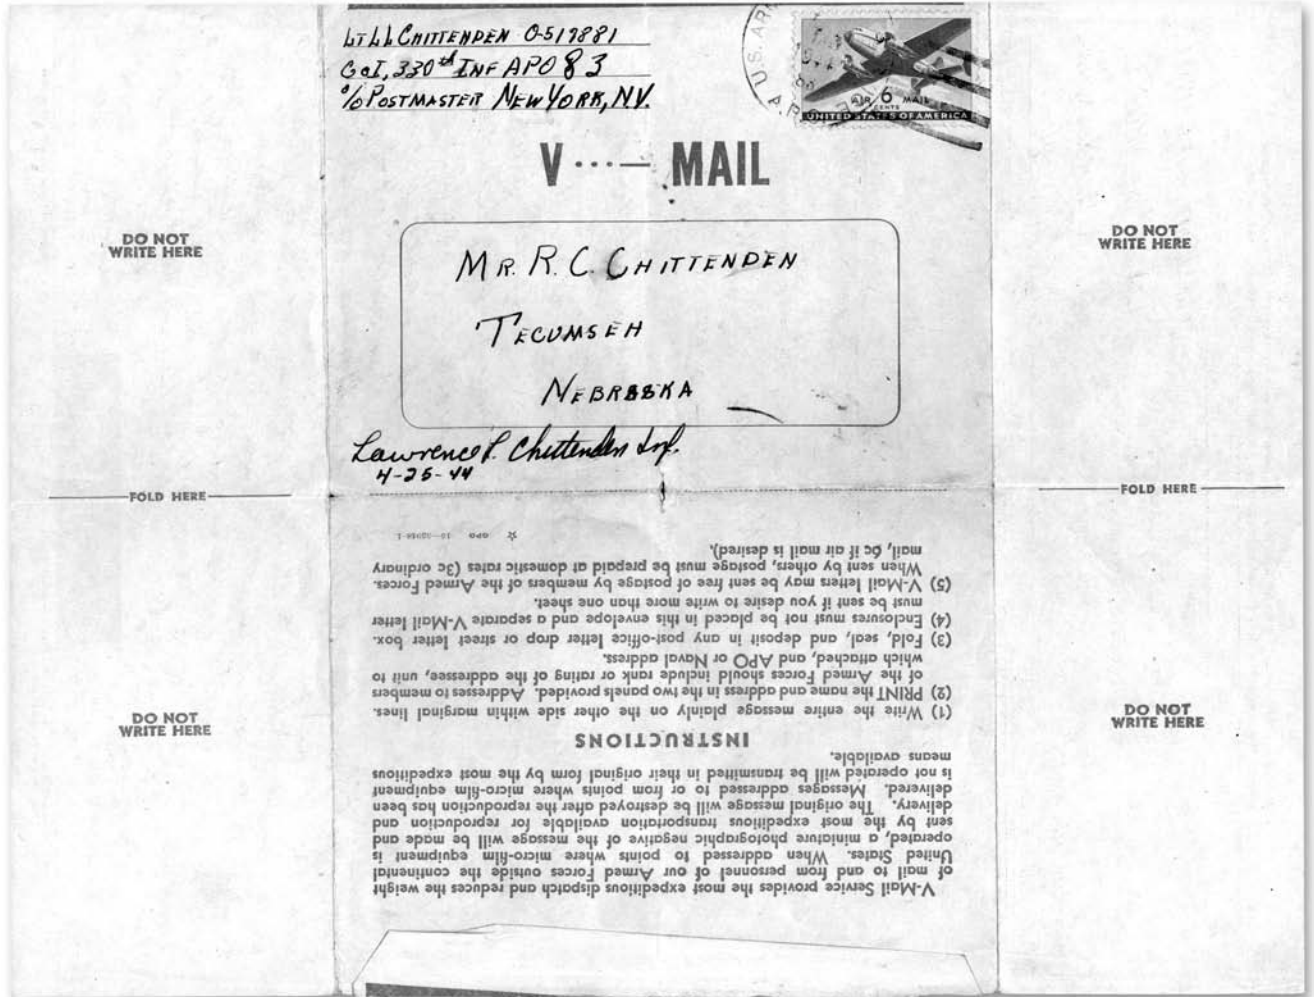 LT L L CHITTENDEN O-517881
Co I, 330th INF APO 83
c/o POSTMASTER NEW YORK, N.Y.
U.S. AR
AIR 6 MAIL
CENTS
UNITED STATES OF AMERICA
V ···— MAIL
DO NOT
WRITE HERE
DO NOT
WRITE HERE
MR. R. C. CHITTENDEN
TECUMSEH
NEBRASKA
Lawrence L. Chittenden Inf.
4-25-44
FOLD HERE
FOLD HERE
DO NOT
WRITE HERE
DO NOT
WRITE HERE
V-Mail Service provides the most expeditious dispatch and reduces the weight
of mail to and from personnel of our Armed Forces outside the continental
United States. When addressed to points where micro-film equipment is
operated, a miniature photographic negative of the message will be made and
sent by the most expeditious transportation available for reproduction and
delivery. The original message will be destroyed after the reproduction has been
delivered. Messages addressed to or from points where micro-film equipment
is not operated will be transmitted in their original form by the most expeditious
means available.
INSTRUCTIONS
(1) Write the entire message plainly on the other side within marginal lines.
(2) PRINT the name and address in the two panels provided. Addresses to members
of the Armed Forces should include rank or rating of the addressee, unit to
which attached, and APO or Naval address.
(3) Fold, seal, and deposit in any post-office letter drop or street letter box.
(4) Enclosures must not be placed in this envelope and a separate V-Mail letter
must be sent if you desire to write more than one sheet.
(5) V-Mail letters may be sent free of postage by members of the Armed Forces.
When sent by others, postage must be prepaid at domestic rates (3c ordinary
mail, 6c if air mail is desired).
☆ GPO